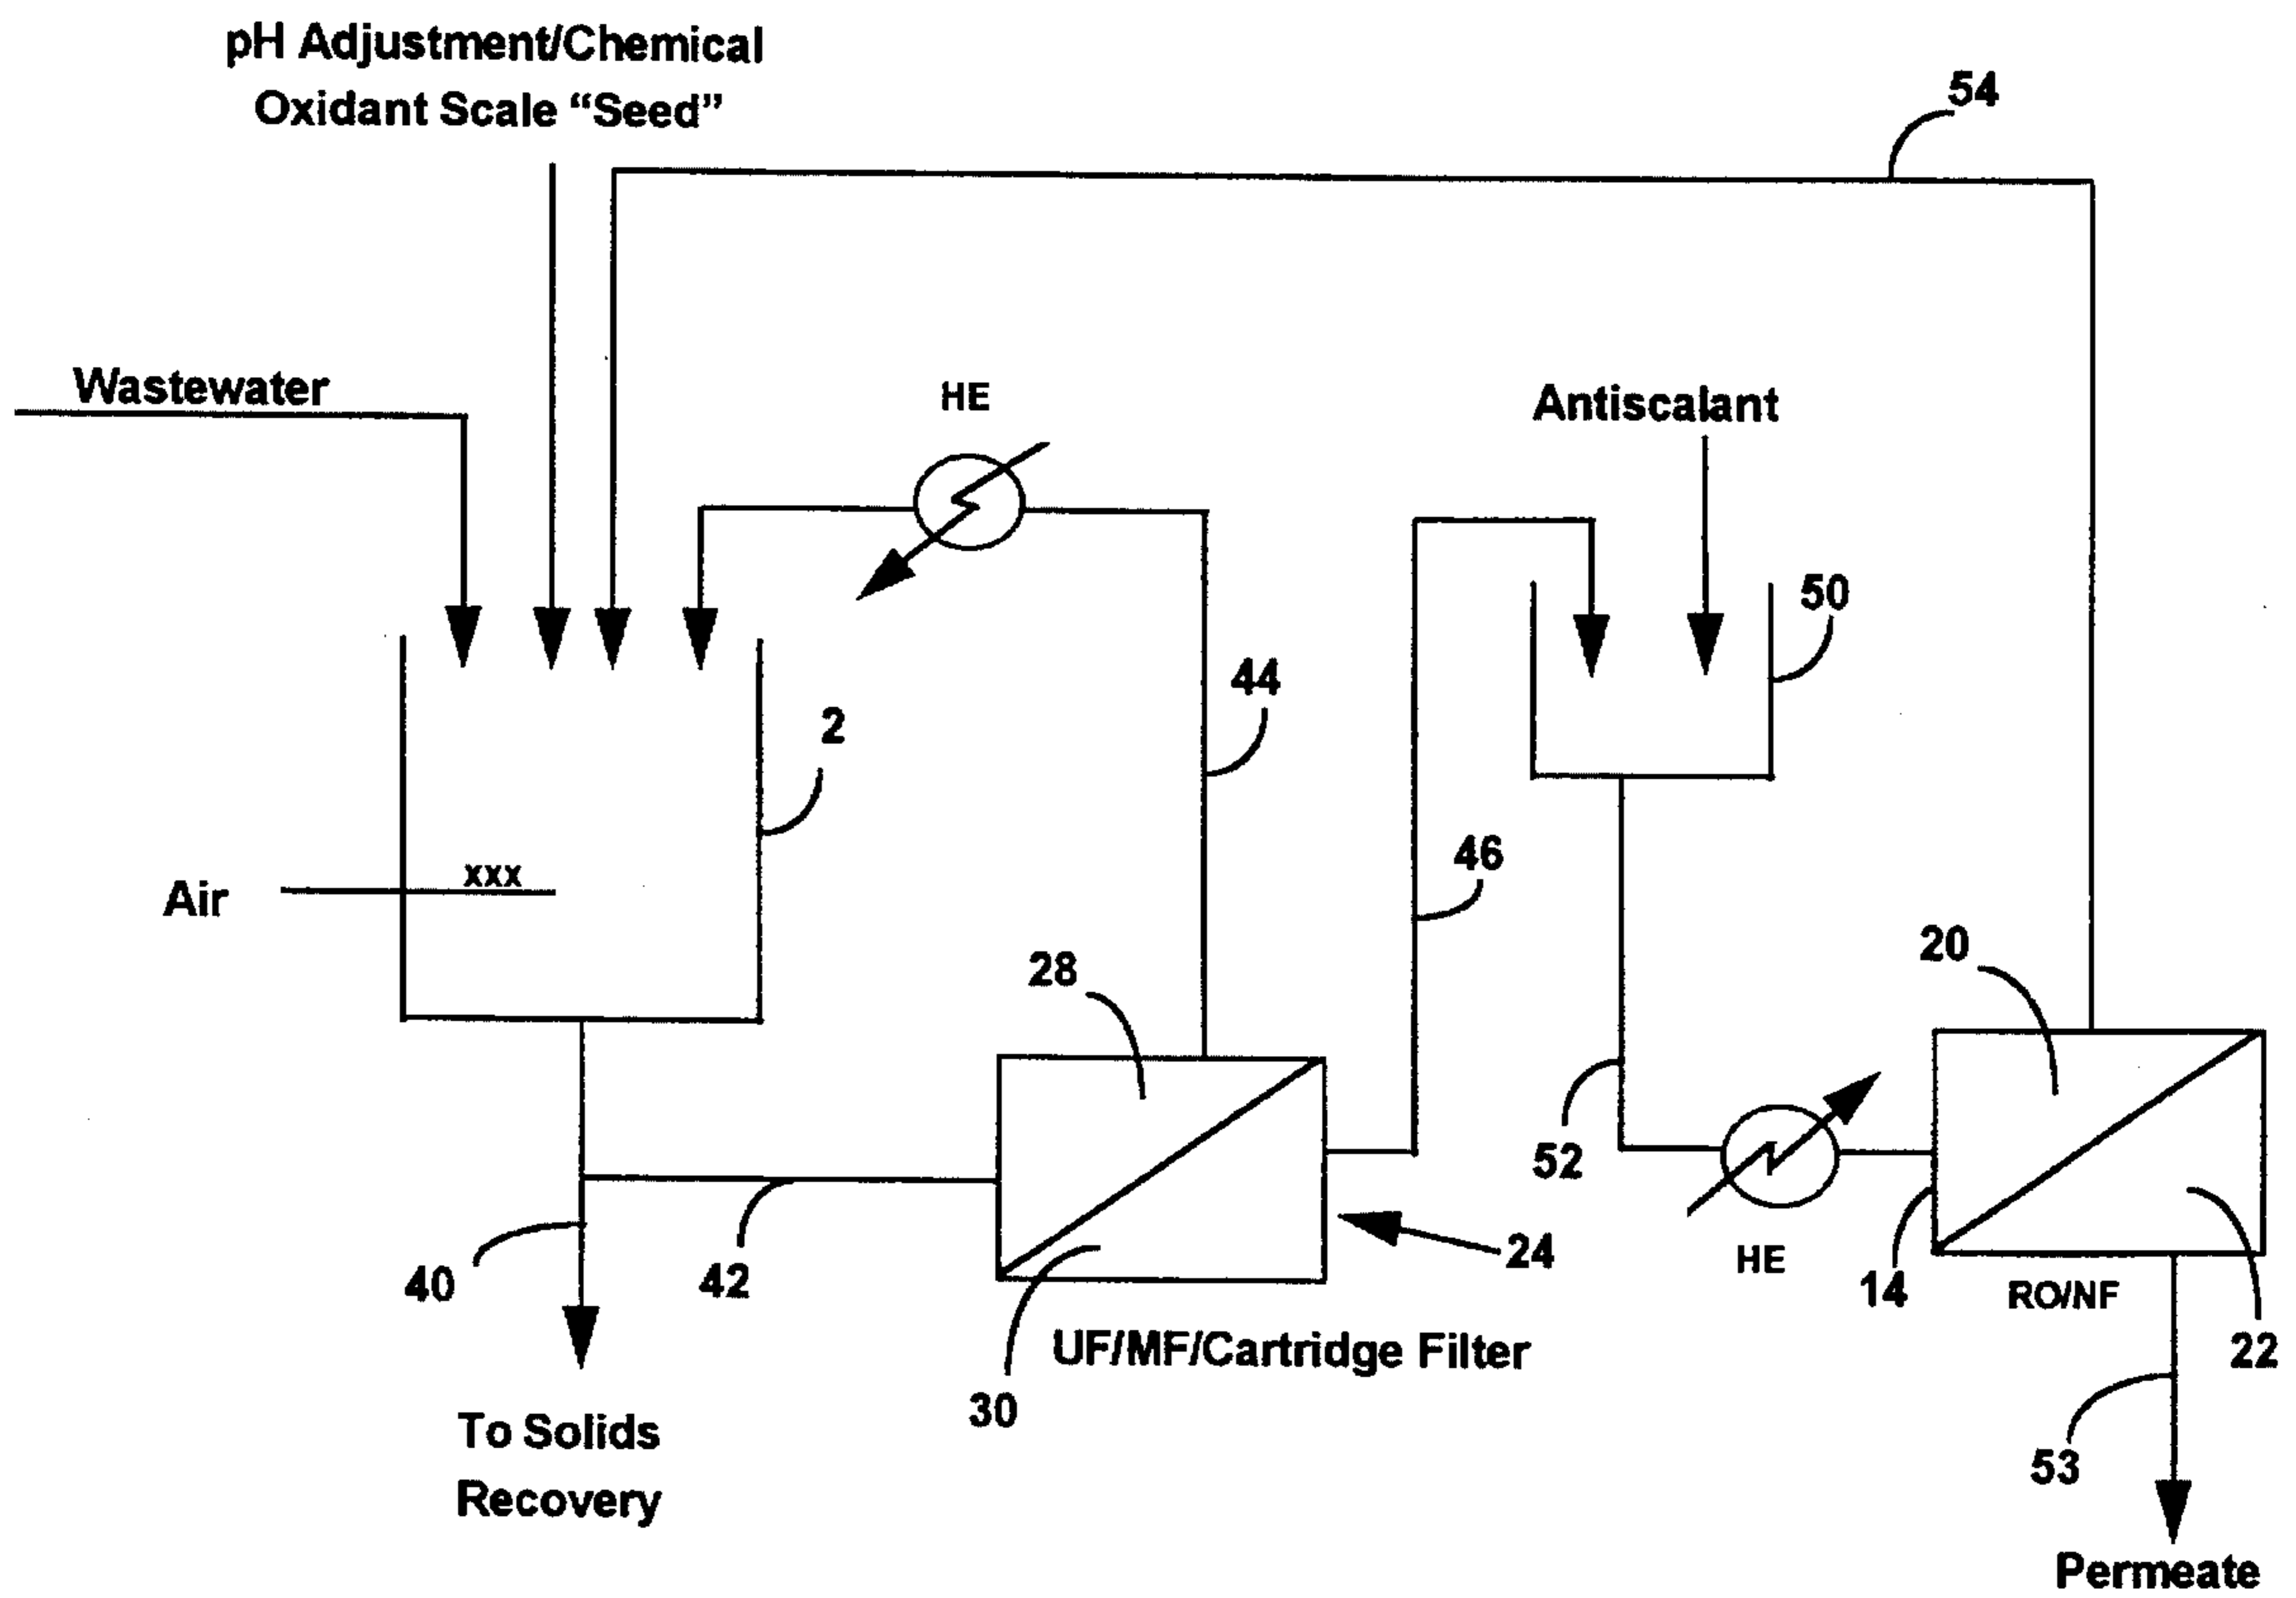 pH Adjustment/Chemical
Oxidant Scale “Seed”
54
Wastewater
HE
Antiscalant
50
44
2
46
Air
xxx
28
20
52
40
42
24
HE
14
RO/NF
22
UF/MF/Cartridge Filter
30
To Solids
Recovery
53
Permeate